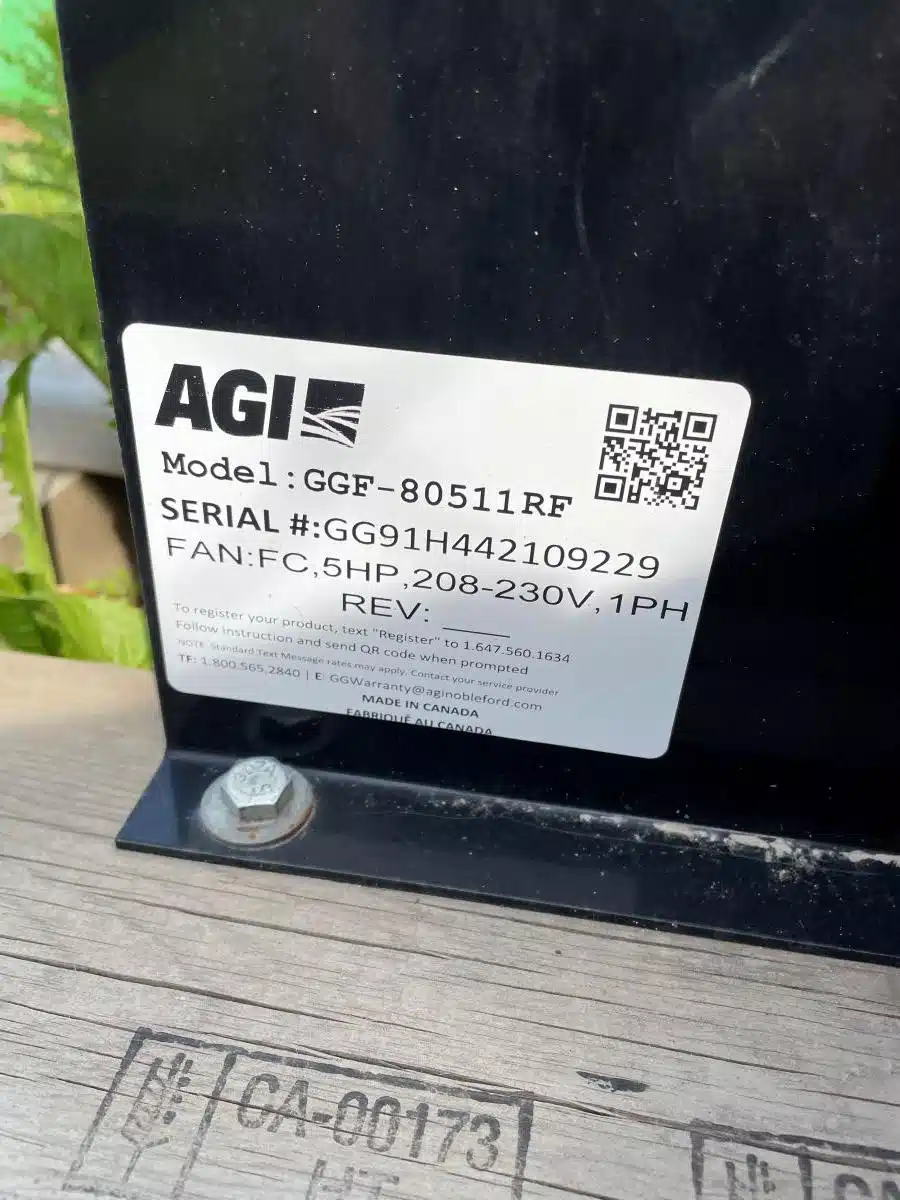 AGI
Model:GGF-80511RF
SERIAL #:GG91H442109229
FAN:FC,5HP,208-230V,1PH
REV: ____
To register your product, text "Register" to 1.647.560.1634
Follow instruction and send QR code when prompted
NOTE: Standard Text Message rates may apply. Contact your service provider
TF: 1.800.565.2840 | E: GGWarranty@aginobleford.com
MADE IN CANADA
FABRIQUÉ AU CANADA
CA-00173
HT